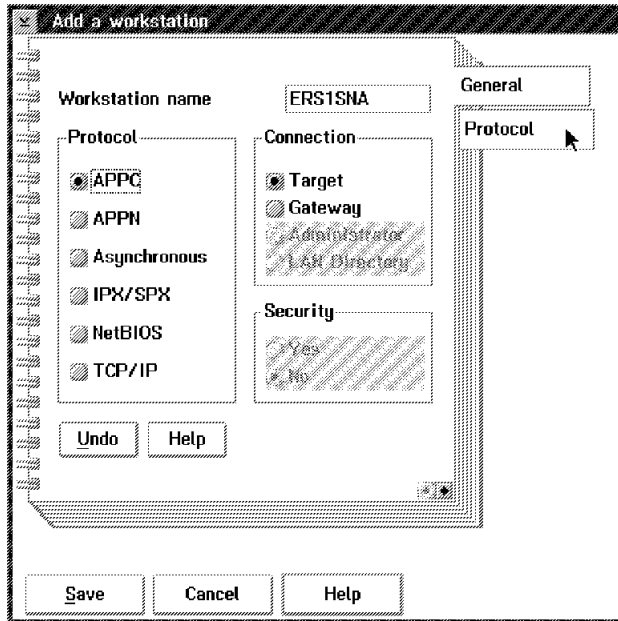 Add a workstation
Workstation name ERS1SNA
General
Protocol
Protocol
APPC
APPN
Asynchronous
IPX/SPX
NetBIOS
TCP/IP
Connection
Target
Gateway
Administrator
LAN Directory
Security
Yes
No
Undo Help
Save Cancel Help